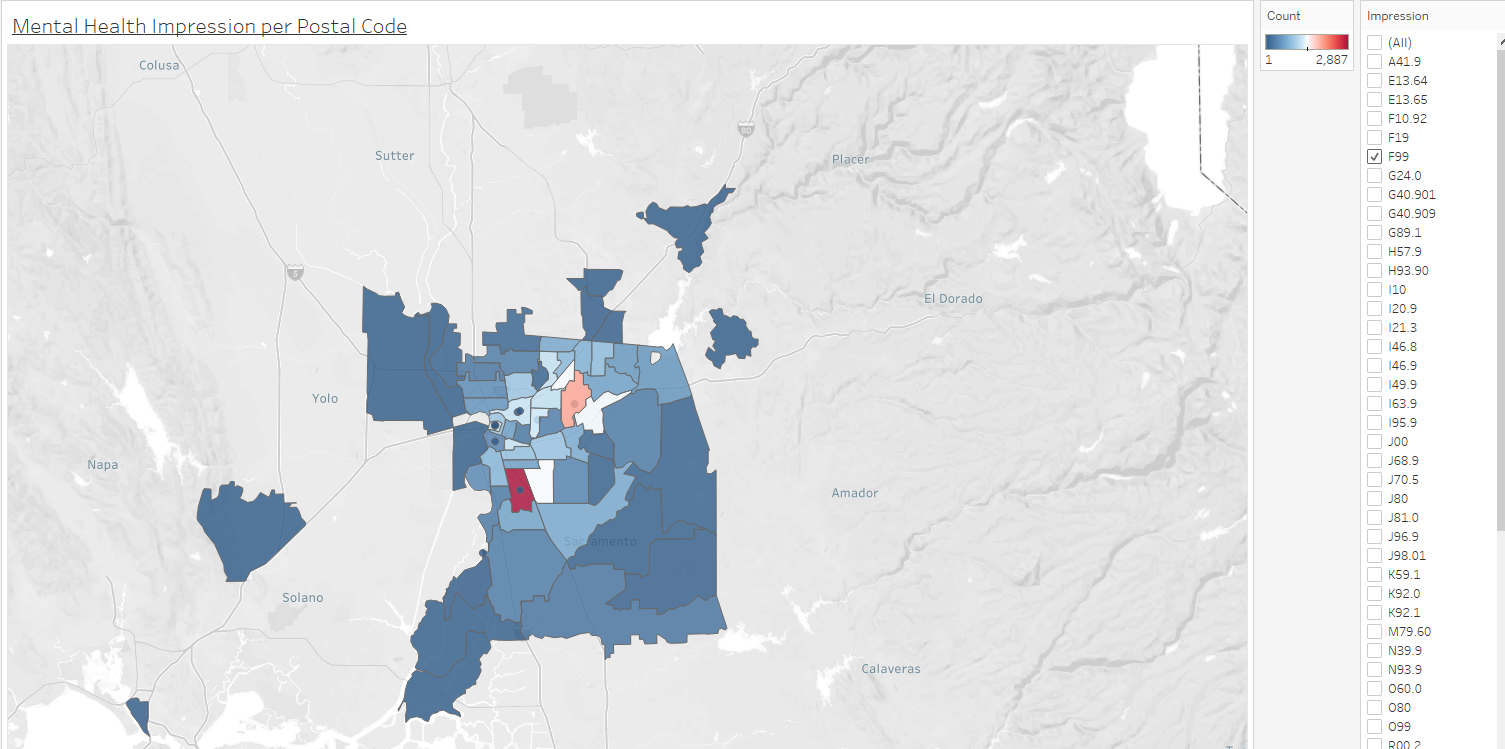 Mental Health Impression per Postal Code
Colusa
80
Sutter
Placer
5
El Dorado
Yolo
Napa
Amador
Sacramento
Solano
Calaveras
Count
1 2,887
Impression
(All)
A41.9
E13.64
E13.65
F10.92
F19
F99
G24.0
G40.901
G40.909
G89.1
H57.9
H93.90
I10
I20.9
I21.3
I46.8
I46.9
I49.9
I63.9
I95.9
J00
J68.9
J70.5
J80
J81.0
J96.9
J98.01
K59.1
K92.0
K92.1
M79.60
N39.9
N93.9
O60.0
O80
O99
R00.2